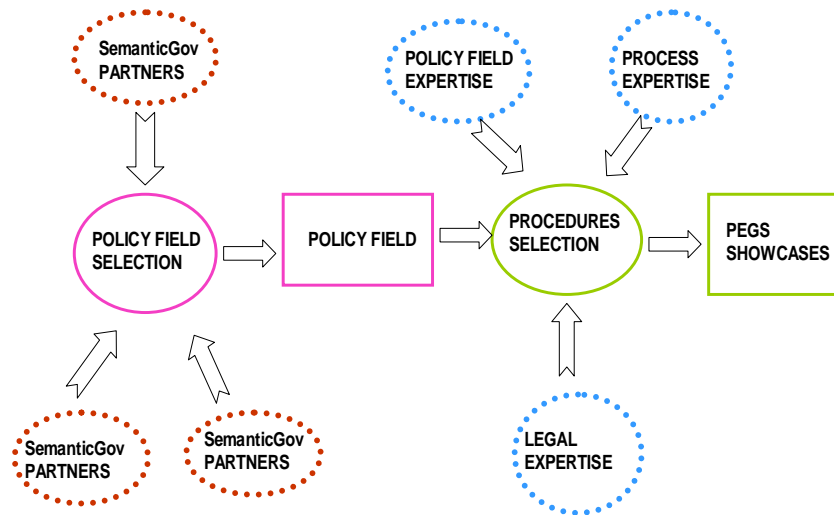 SemanticGov
PARTNERS
POLICY FIELD
EXPERTISE
PROCESS
EXPERTISE
POLICY FIELD
SELECTION
POLICY FIELD
PROCEDURES
SELECTION
PEGS
SHOWCASES
SemanticGov
PARTNERS
SemanticGov
PARTNERS
LEGAL
EXPERTISE